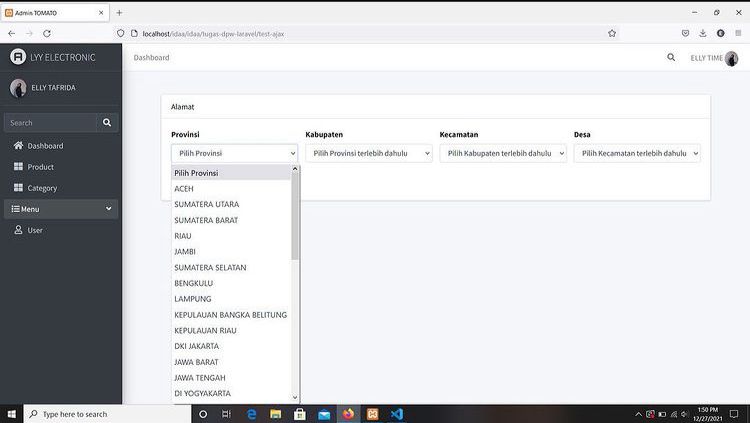 Admin TOMATO
localhost/idaa/idaa/tugas-dpw-laravel/test-ajax
LYY ELECTRONIC
Dashboard
ELLY TIME
ELLY TAFRIDA
Search
Dashboard
Product
Category
Menu
User
Alamat
Provinsi Kabupaten Kecamatan Desa
Pilih Provinsi Pilih Provinsi terlebih dahulu Pilih Kabupaten terlebih dahulu Pilih Kecamatan terlebih dahulu
Pilih Provinsi
ACEH
SUMATERA UTARA
SUMATERA BARAT
RIAU
JAMBI
SUMATERA SELATAN
BENGKULU
LAMPUNG
KEPULAUAN BANGKA BELITUNG
KEPULAUAN RIAU
DKI JAKARTA
JAWA BARAT
JAWA TENGAH
DI YOGYAKARTA
Type here to search
1:50 PM
12/27/2021